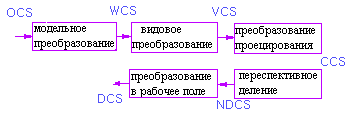 OCS
WCS
VCS
модельное
преобразование
видовое
преобразование
преобразование
проецирования
CCS
преобразование
в рабочее поле
перспективное
деление
DCS
NDCS